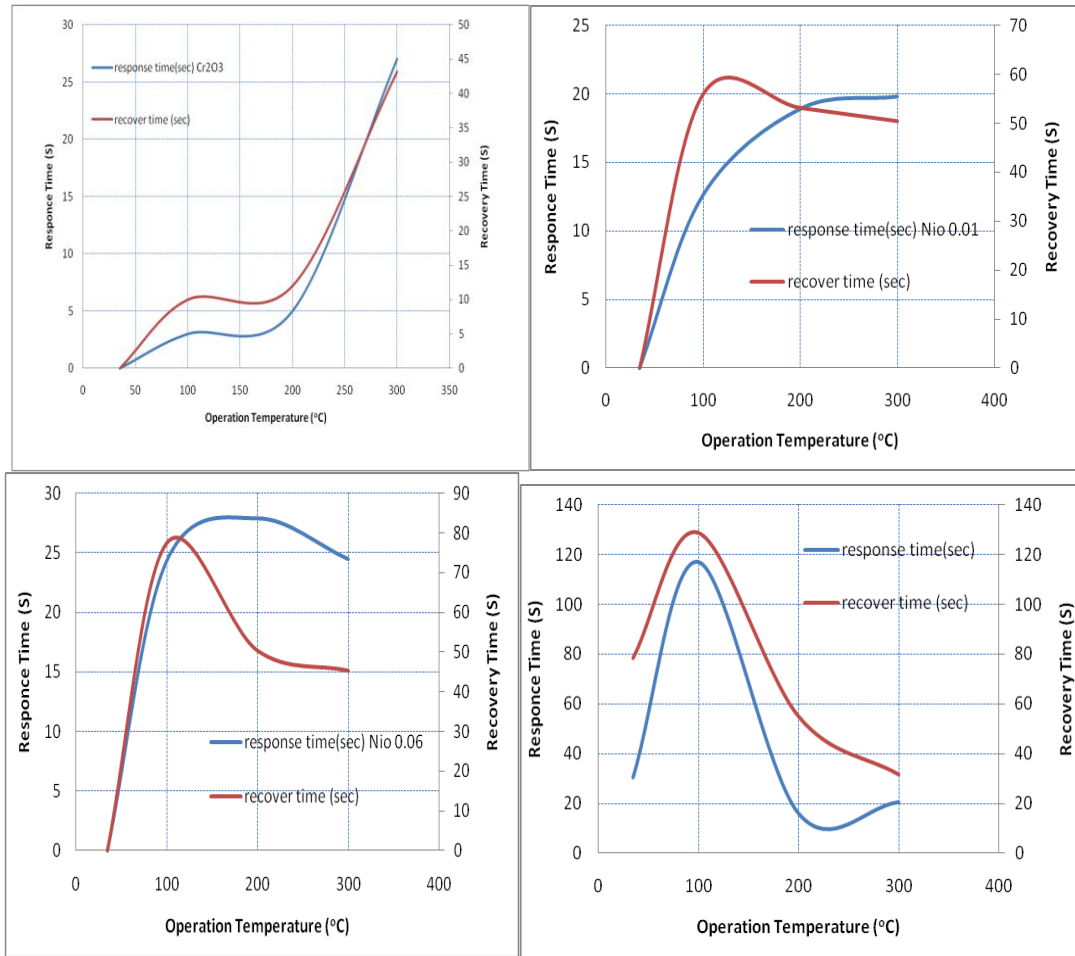 30
25
20
15
10
5
0
Responce Time (S)
50
45
40
35
30
25
20
15
10
5
0
Recovery Time (S)
response time(sec) Cr2O3
recover time (sec)
0 50 100 150 200 250 300 350
Operation Temperature (°C)
25
20
15
10
5
0
Responce Time (S)
70
60
50
40
30
20
10
0
Recovery Time (S)
response time(sec) Nio 0.01
recover time (sec)
0 100 200 300 400
Operation Temperature (°C)
30
25
20
15
10
5
0
Responce Time (S)
90
80
70
60
50
40
30
20
10
0
Recovery Time (S)
response time(sec) Nio 0.06
recover time (sec)
0 100 200 300 400
Operation Temperature (°C)
140
120
100
80
60
40
20
0
Responce Time (S)
140
120
100
80
60
40
20
0
Recovery Time (S)
response time(sec)
recover time (sec)
0 100 200 300 400
Operation Temperature (°C)